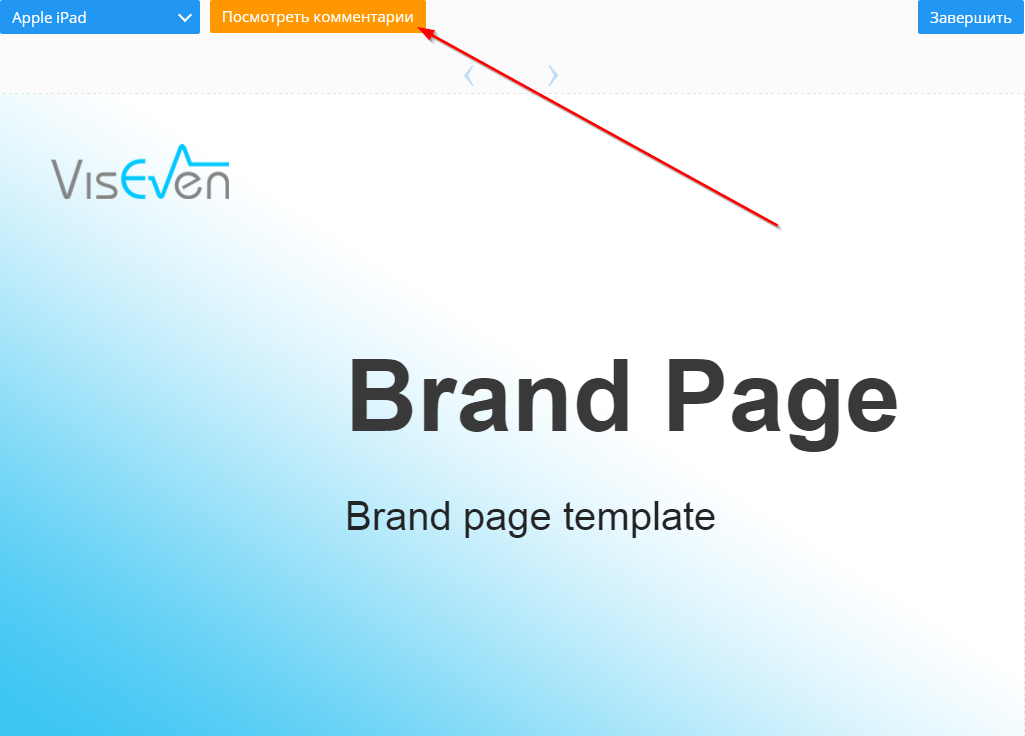 Apple iPad
Посмотреть комментарии
Завершить
VisEven
Brand Page
Brand page template